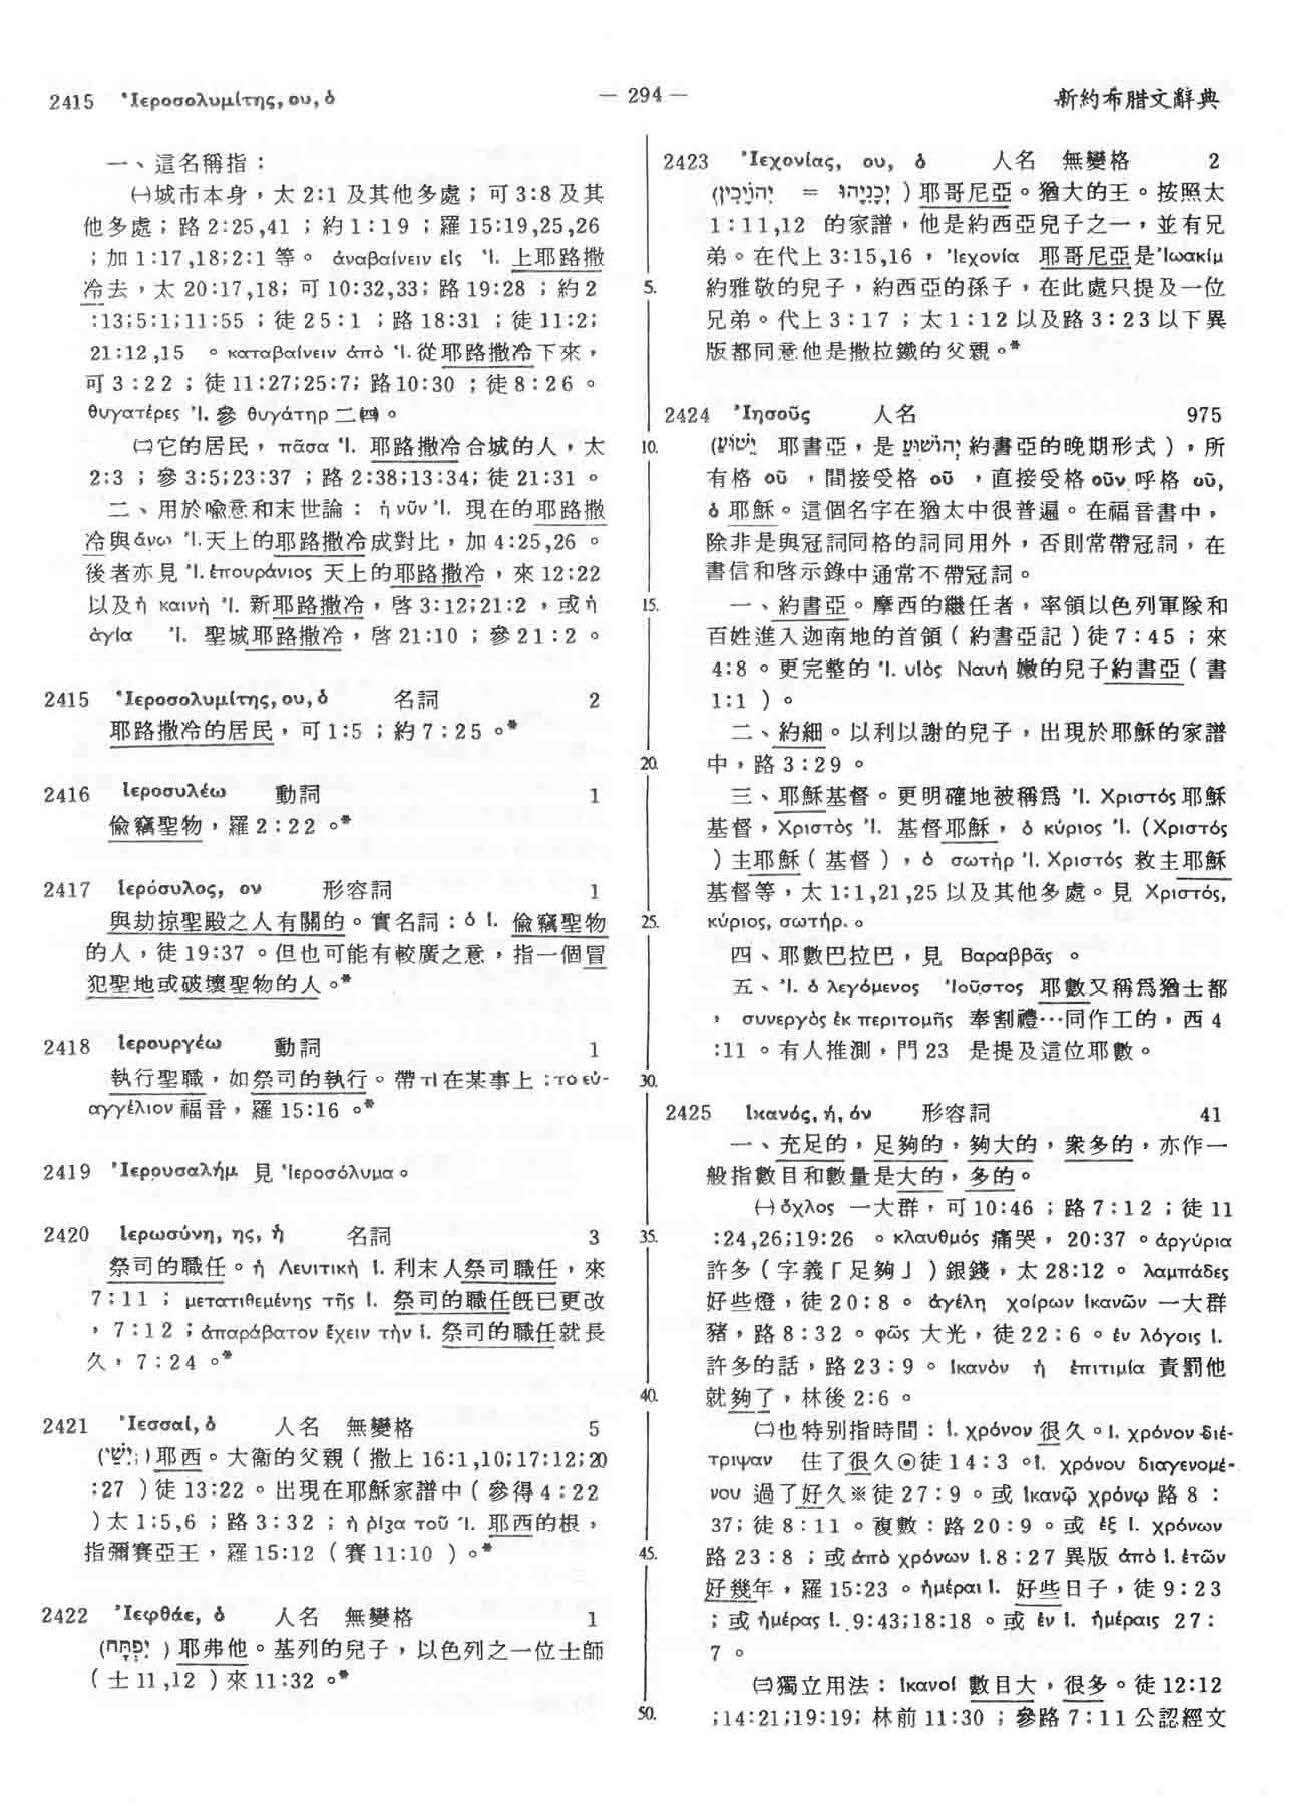 2415 Ἱεροσολυμίτης, ου, ὁ
— 294 —
新約希腊文辭典
一、這名稱指：
㈠城市本身，太 2:1 及其他多處；可 3:8 及其
他多處；路 2:25,41；約 1:19；羅 15:19,25,26
；加 1:17,18;2:1 等。ἀναβαίνειν εἰς Ἱ. 上耶路撒
冷去，太 20:17,18; 可 10:32,33; 路 19:28；約 2
:13;5:1;11:55；徒 25:1；路 18:31；徒 11:2;
21:12,15。καταβαίνειν ἀπὸ Ἱ. 從耶路撒冷下來，
可 3:22；徒 11:27;25:7; 路 10:30；徒 8:26。
θυγατέρες Ἱ. 參 θυγάτηρ 二㈣。
㈡它的居民，πᾶσα Ἱ. 耶路撒冷合城的人，太
2:3；參 3:5;23:37；路 2:38;13:34; 徒 21:31。
二、用於喩意和末世論：ἡ νῦν Ἱ. 現在的耶路撒
冷與 ἄνω Ἱ. 天上的耶路撒冷成對比，加 4:25,26。
後者亦見 Ἱ. ἐπουράνιος 天上的耶路撒冷，來 12:22
以及 ἡ καινὴ Ἱ. 新耶路撒冷，啓 3:12;21:2，或 ἡ
ἁγία Ἱ. 聖城耶路撒冷，啓 21:10；參 21:2。
2415 Ἱεροσολυμίτης, ου, ὁ 名詞 2
耶路撒冷的居民，可 1:5；約 7:25。*
2416 ἱεροσυλέω 動詞 1
偷竊聖物，羅 2:22。*
2417 ἱερόσυλος, ον 形容詞 1
與劫掠聖殿之人有關的。實名詞：ὁ ἱ. 偷竊聖物
的人，徒 19:37。但也可能有較廣之意，指一個冒
犯聖地或破壞聖物的人。*
2418 ἱερουργέω 動詞 1
執行聖職，如祭司的執行。帶 τι 在某事上：τὸ εὐ-
αγγέλιον 福音，羅 15:16。*
2419 Ἰερουσαλήμ 見 Ἱεροσόλυμα。
2420 ἱερωσύνη, ης, ἡ 名詞 3
祭司的職任。ἡ Λευιτικὴ ἱ. 利末人祭司職任，來
7:11；μετατιθεμένης τῆς ἱ. 祭司的職任旣已更改
，7:12；ἀπαράβατον ἔχειν τὴν ἱ. 祭司的職任就長
久，7:24。*
2421 Ἰεσσαί, ὁ 人名 無變格 5
(יִשַׁי) 耶西。大衞的父親（撒上 16:1,10;17:12;20
:27）徒 13:22。出現在耶穌家譜中（參得 4:22
）太 1:5,6；路 3:32；ἡ ῥίζα τοῦ Ἰ. 耶西的根，
指彌賽亞王，羅 15:12（賽 11:10）。*
2422 Ἰεφθάε, ὁ 人名 無變格 1
(יִפְתָּח) 耶弗他。基列的兒子，以色列之一位士師
（士 11,12）來 11:32。*
5.
10.
15.
20.
25.
30.
35.
40.
45.
50.
2423 Ἰεχονίας, ου, ὁ 人名 無變格 2
(יְהוֹיָכִין = יְכָנְיָהוּ) 耶哥尼亞。猶大的王。按照太
1:11,12 的家譜，他是約西亞兒子之一，並有兄
弟。在代上 3:15,16，Ἰεχονία 耶哥尼亞是 Ἰωακίμ
約雅敬的兒子，約西亞的孫子，在此處只提及一位
兄弟。代上 3:17；太 1:12 以及路 3:23 以下異
版都同意他是撒拉鐵的父親。*
2424 Ἰησοῦς 人名 975
(יֵשׁוּעַ 耶書亞，是 יְהוֹשׁוּעַ 約書亞的晚期形式），所
有格 οῦ，間接受格 οῦ，直接受格 οῦν 呼格 οῦ,
ὁ 耶穌。這個名字在猶太中很普遍。在福音書中，
除非是與冠詞同格的詞同用外，否則常帶冠詞，在
書信和啓示錄中通常不帶冠詞。
一、約書亞。摩西的繼任者，率領以色列軍隊和
百姓進入迦南地的首領（約書亞記）徒 7:45；來
4:8。更完整的 Ἰ. υἱὸς Ναυὴ 嫩的兒子約書亞（書
1:1）。
二、約細。以利以謝的兒子，出現於耶穌的家譜
中，路 3:29。
三、耶穌基督。更明確地被稱爲 Ἰ. Χριστός 耶穌
基督，Χριστὸς Ἰ. 基督耶穌，ὁ κύριος Ἰ. (Χριστός
) 主耶穌（基督），ὁ σωτὴρ Ἰ. Χριστός 救主耶穌
基督等，太 1:1,21,25 以及其他多處。見 Χριστός,
κύριος, σωτήρ.。
四、耶數巴拉巴，見 Βαραββᾶς。
五、Ἰ. ὁ λεγόμενος Ἰοῦστος 耶數又稱爲猶士都
，συνεργὸς ἐκ περιτομῆς 奉割禮…同作工的，西 4
:11。有人推測，門 23 是提及這位耶數。
2425 ἱκανός, ή, όν 形容詞 41
一、充足的，足夠的，夠大的，衆多的，亦作一
般指數目和數量是大的，多的。
㈠ ὄχλος 一大群，可 10:46；路 7:12；徒 11
:24,26;19:26。κλαυθμός 痛哭，20:37。ἀργύρια
許多（字義「足夠」）銀錢，太 28:12。λαμπάδες
好些燈，徒 20:8。ἀγέλη χοίρων ἱκανῶν 一大群
豬，路 8:32。φῶς 大光，徒 22:6。ἐν λόγοις ἱ.
許多的話，路 23:9。ἱκανὸν ἡ ἐπιτιμία 責罰他
就夠了，林後 2:6。
㈡也特别指時間：ἱ. χρόνον 很久。ἱ. χρόνον διέ-
τριψαν 住了很久⊙徒 14:3。ἱ. χρόνου διαγενομέ-
νου 過了好久※徒 27:9。或 ἱκανῷ χρόνῳ 路 8:
37; 徒 8:11。複數：路 20:9。或 ἐξ ἱ. χρόνων
路 23:8；或 ἀπὸ χρόνων ἱ. 8:27 異版 ἀπὸ ἱ. ἐτῶν
好幾年，羅 15:23。ἡμέραι ἱ. 好些日子，徒 9:23
；或 ἡμέρας ἱ. 9:43;18:18。或 ἐν ἱ. ἡμέραις 27:
7。
㈢獨立用法：ἱκανοί 數目大，很多。徒 12:12
;14:21;19:19; 林前 11:30；參路 7:11 公認經文